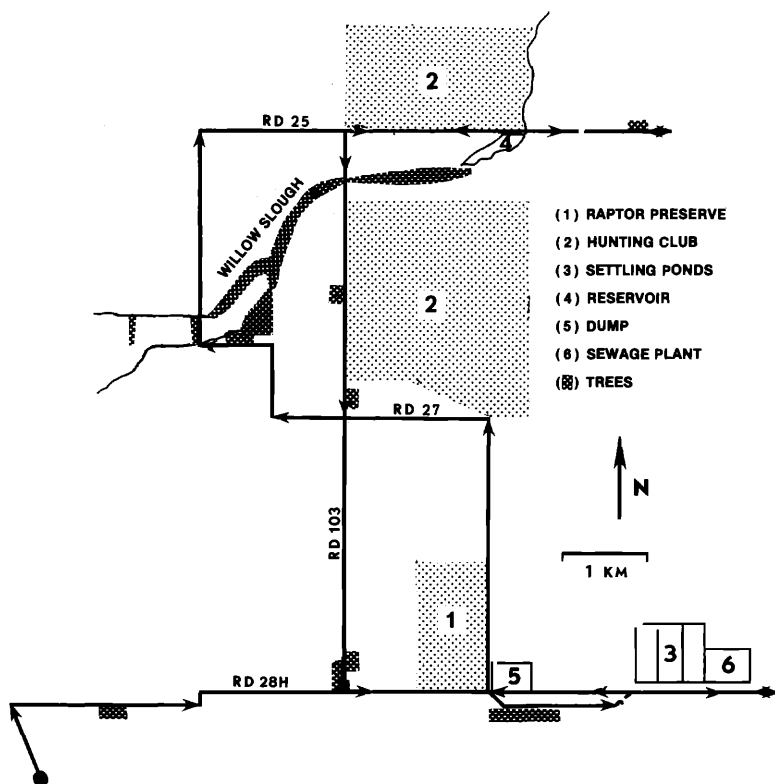 2
RD 25
4
WILLOW SLOUGH
(1) RAPTOR PRESERVE
(2) HUNTING CLUB
(3) SETTLING PONDS
(4) RESERVOIR
(5) DUMP
(6) SEWAGE PLANT
( ) TREES
2
RD 27
N
RD 103
1 KM
1
3
6
5
RD 28H